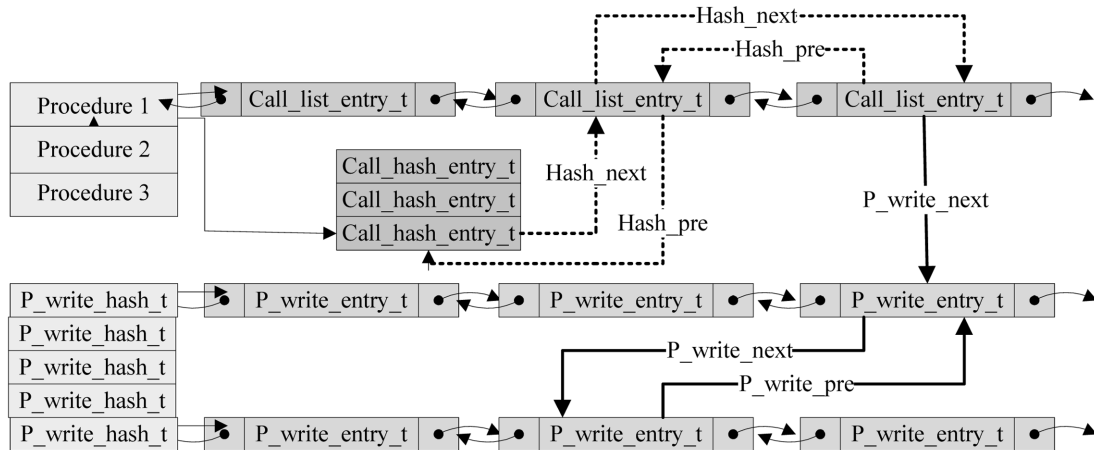 Hash_next
Hash_pre
Procedure 1
Call_list_entry_t
Call_list_entry_t
Call_list_entry_t
Procedure 2
Procedure 3
Call_hash_entry_t
Call_hash_entry_t
Call_hash_entry_t
Hash_next
Hash_pre
P_write_next
P_write_hash_t
P_write_entry_t
P_write_entry_t
P_write_entry_t
P_write_hash_t
P_write_hash_t
P_write_hash_t
P_write_next
P_write_pre
P_write_hash_t
P_write_entry_t
P_write_entry_t
P_write_entry_t